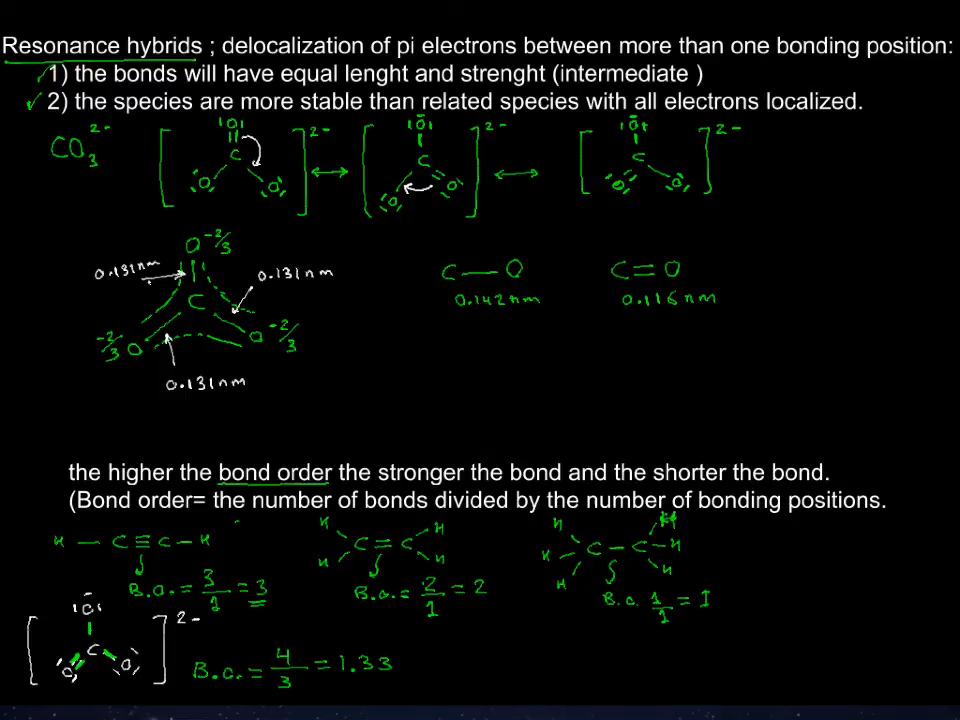 Resonance hybrids ; delocalization of pi electrons between more than one bonding position:
1) the bonds will have equal lenght and strenght (intermediate )
2) the species are more stable than related species with all electrons localized.
CO₃²⁻ [O C O O]²⁻ ↔ [O C O O]²⁻ ↔ [O C O O]²⁻
O -2/3
0.131nm 0.131nm
C
-2/3 O O -2/3
0.131nm
C — O C = O
0.142nm 0.116nm
the higher the bond order the stronger the bond and the shorter the bond.
(Bond order= the number of bonds divided by the number of bonding positions.
H — C ≡ C — H
H H C = C H H
H H H C — C H H H
B.O. = 3/1 = 3 B.O. = 2/1 = 2 B.O. 1/1 = 1
[O C O O]²⁻
B.O. = 4/3 = 1.33